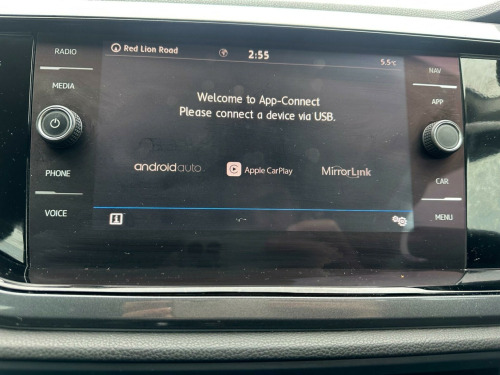 RADIO
MEDIA
PHONE
VOICE
Red Lion Road
2:55
5.5°C
Welcome to App-Connect
Please connect a device via USB.
androidauto
Apple CarPlay
MirrorLink
-,--
NAV
APP
CAR
MENU